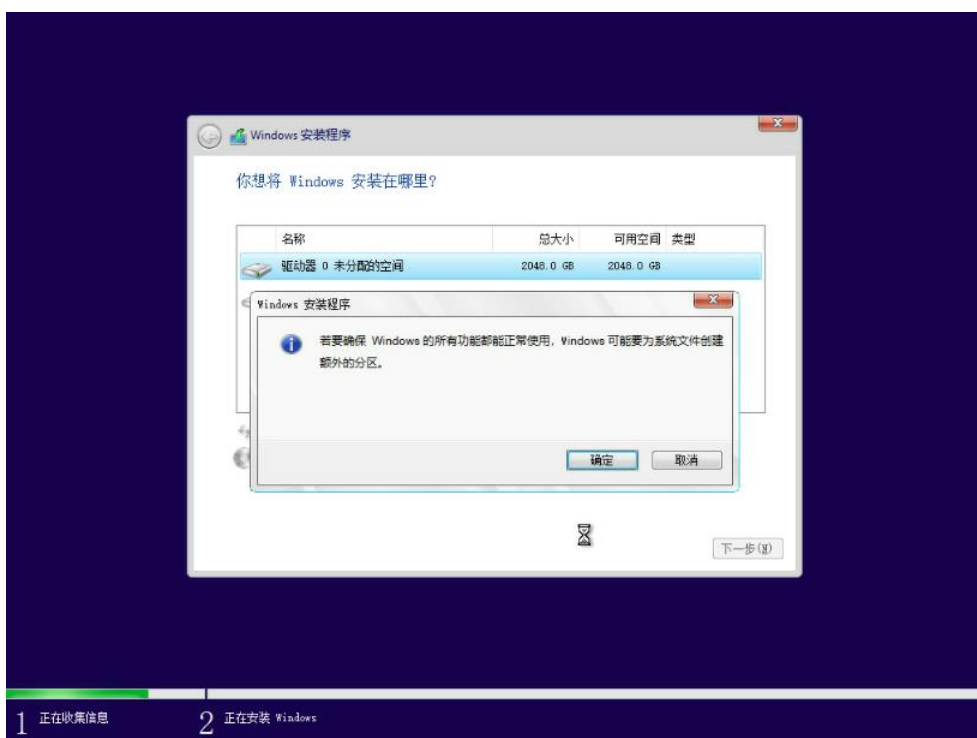 Windows 安装程序
你想将 Windows 安装在哪里?
名称 总大小 可用空间 类型
驱动器 0 未分配的空间 2048.0 GB 2048.0 GB
Windows 安装程序
若要确保 Windows 的所有功能都能正常使用，Windows 可能要为系统文件创建
额外的分区。
确定 取消
下一步(N)
1 正在收集信息 2 正在安装 Windows